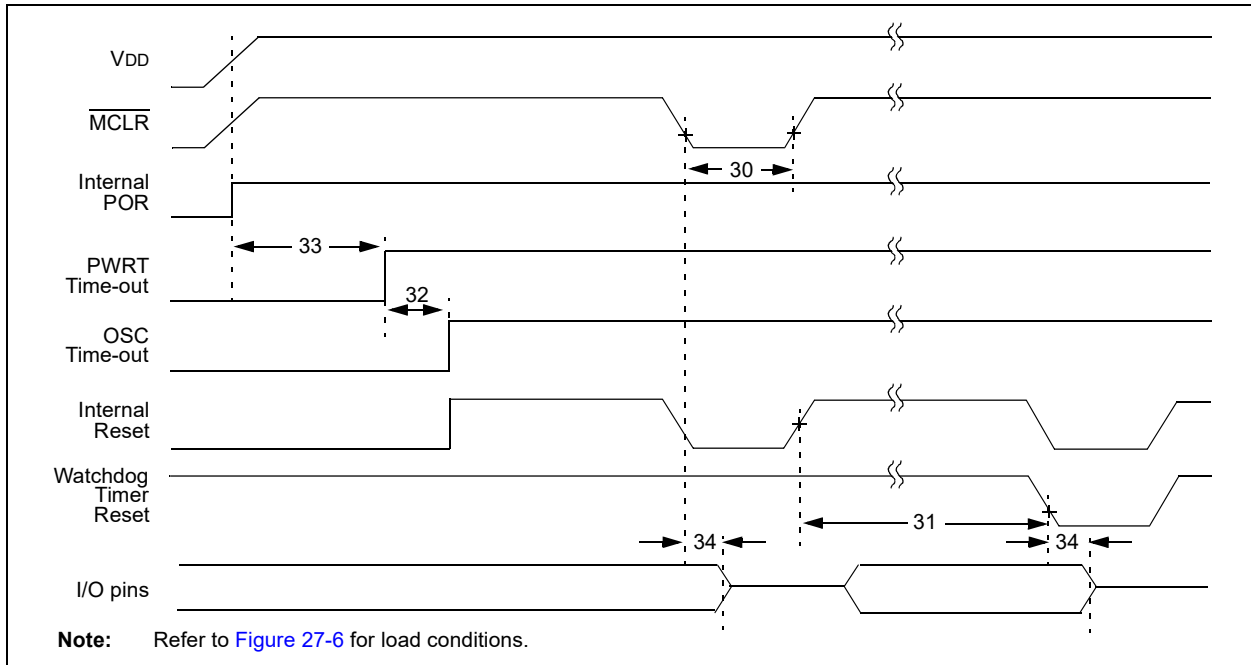 VDD
MCLR
30
Internal
POR
33
PWRT
Time-out
32
OSC
Time-out
Internal
Reset
Watchdog
Timer
Reset
31
34
34
I/O pins
Note: Refer to Figure 27-6 for load conditions.